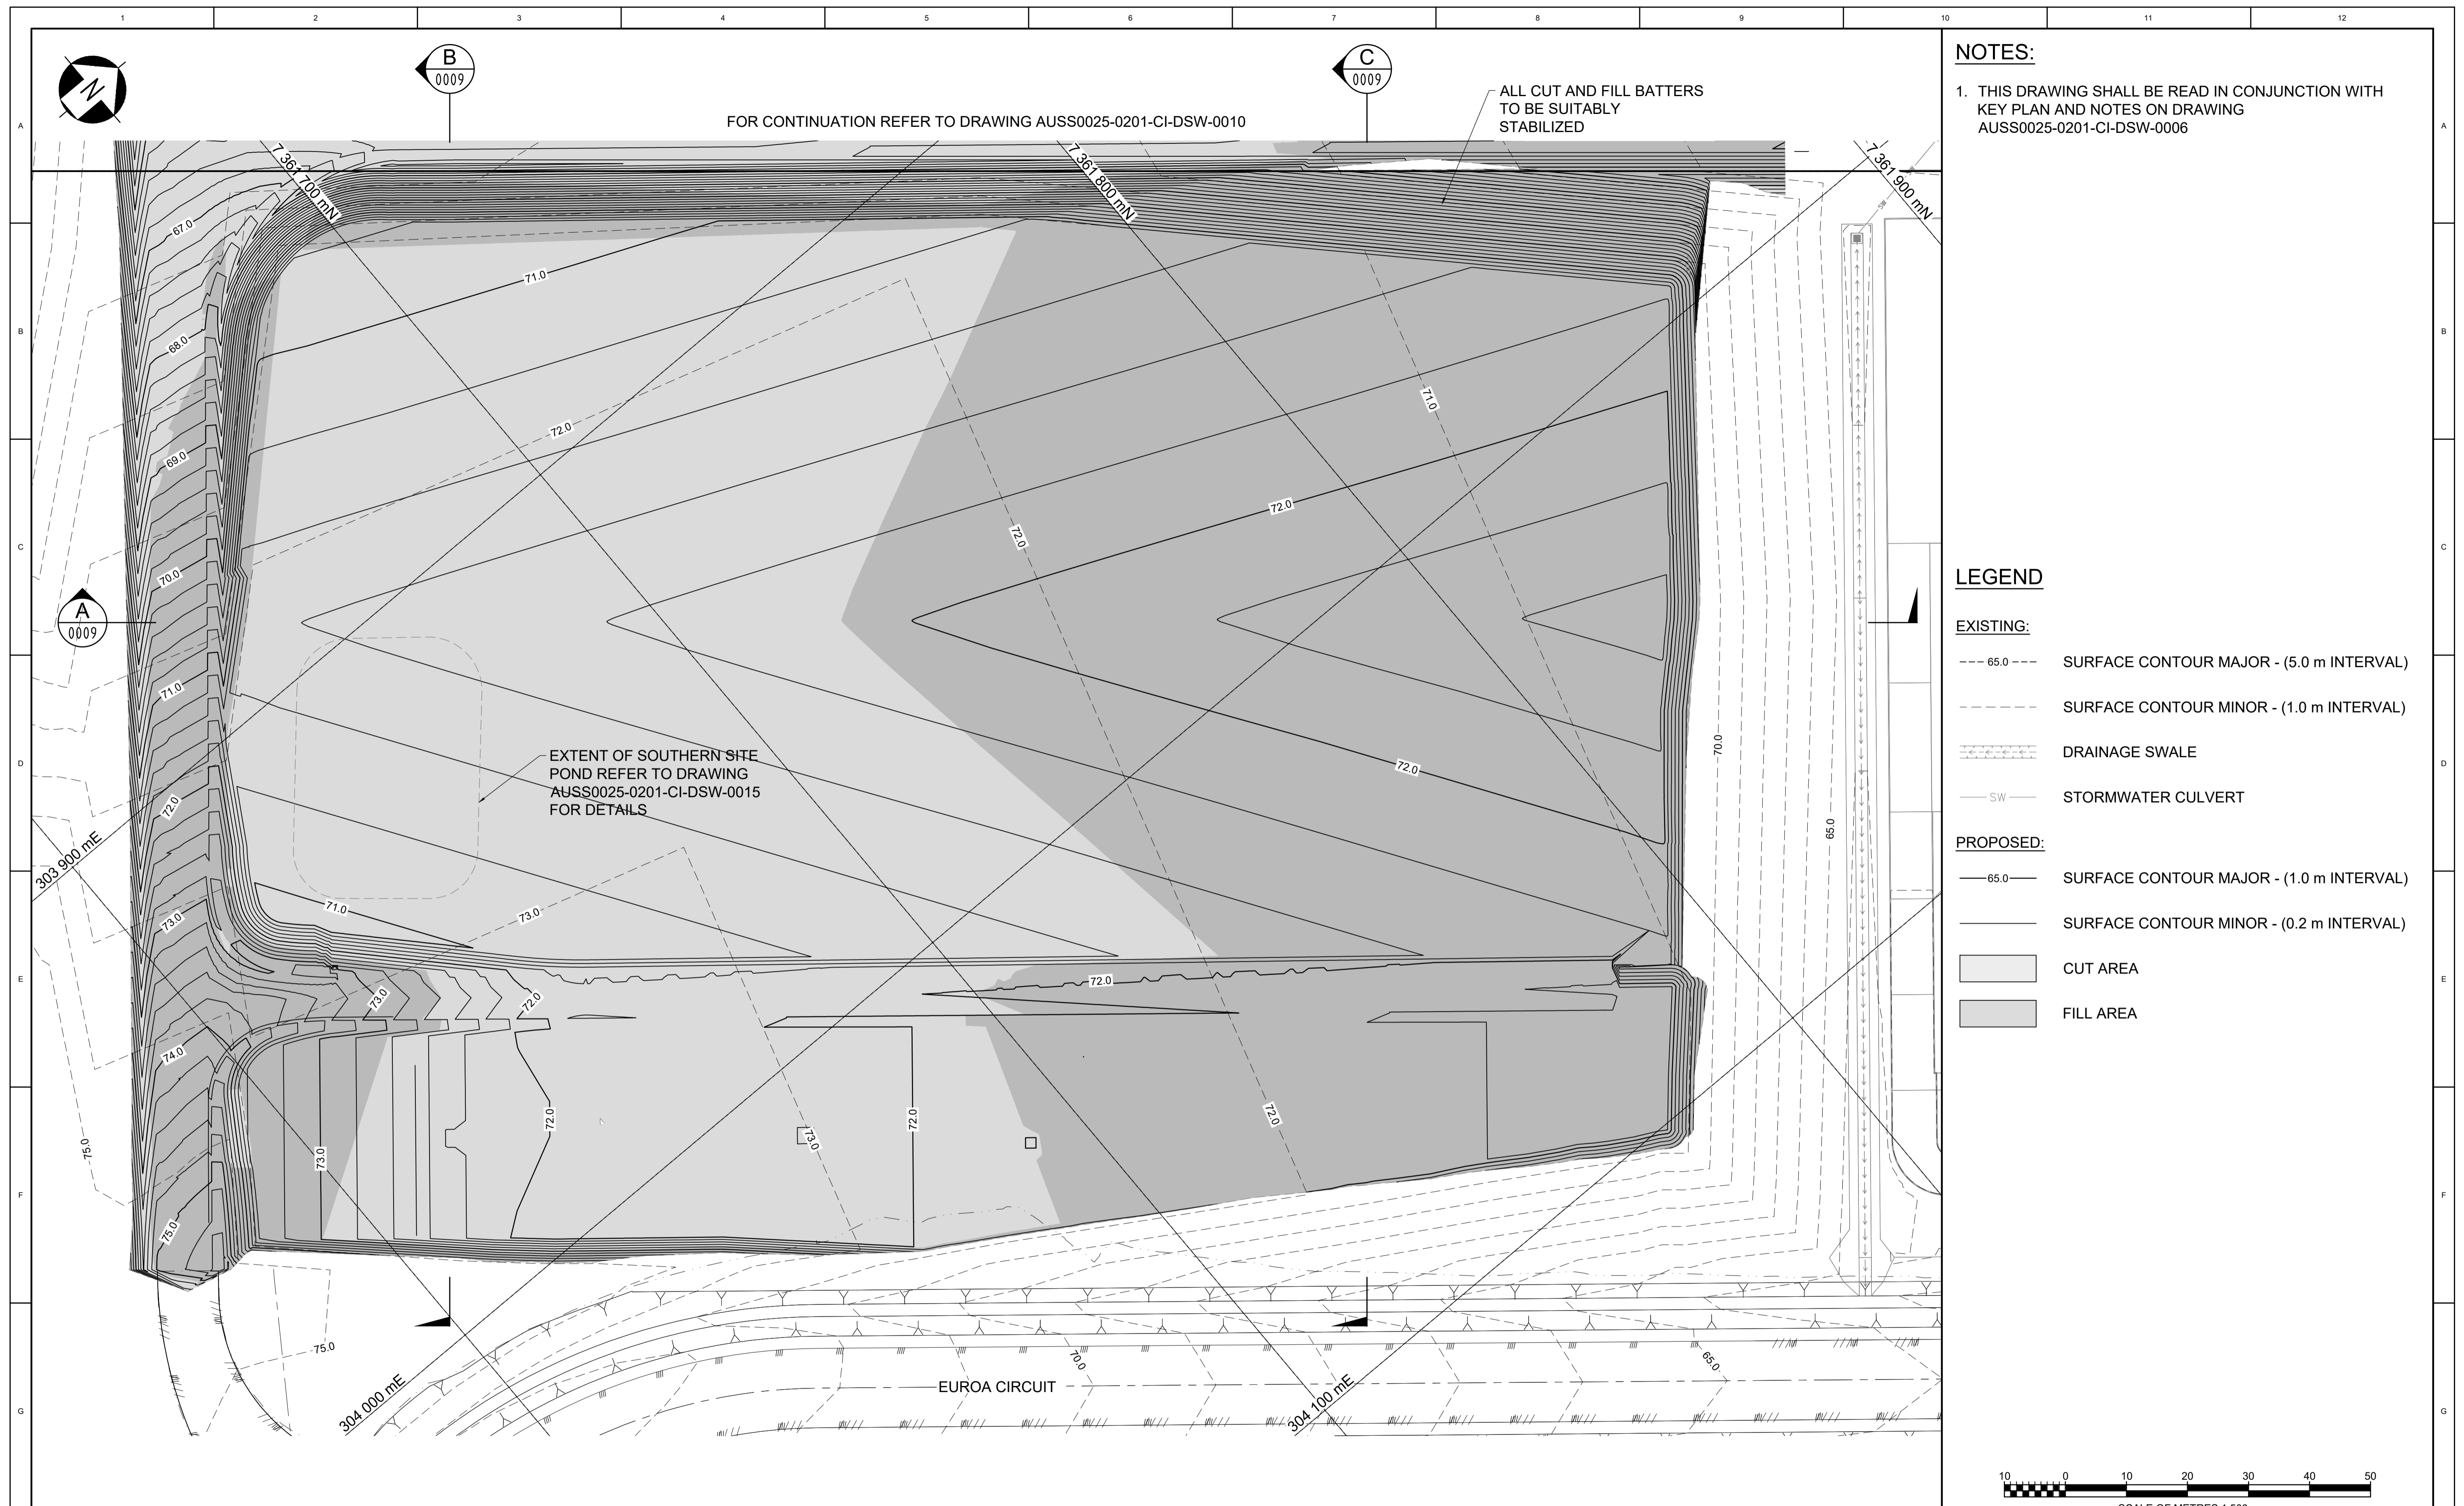 1 2 3 4 5 6 7 8 9 10 11 12
A
B
C
D
E
F
G
A
B
C
D
E
F
G
N
B
0009
C
0009
A
0009
FOR CONTINUATION REFER TO DRAWING AUSS0025-0201-CI-DSW-0010
ALL CUT AND FILL BATTERS
TO BE SUITABLY
STABILIZED
7 361 700 mN
7 361 800 mN
7 361 900 mN
SW
SW
67.0
71.0
68.0
71.0
72.0
69.0
72.0
72.0
70.0
71.0
70.0
72.0
72.0
65.0
EXTENT OF SOUTHERN SITE
POND REFER TO DRAWING
AUSS0025-0201-CI-DSW-0015
FOR DETAILS
303 900 mE
71.0
73.0
73.0
72.0
73.0
72.0
74.0
72.0
72.0
72.0
73.0
75.0
73.0
75.0
75.0
70.0
65.0
EUROA CIRCUIT
304 000 mE
304 100 mE
NOTES:
1. THIS DRAWING SHALL BE READ IN CONJUNCTION WITH
KEY PLAN AND NOTES ON DRAWING
AUSS0025-0201-CI-DSW-0006
LEGEND
EXISTING:
65.0 SURFACE CONTOUR MAJOR - (5.0 m INTERVAL)
SURFACE CONTOUR MINOR - (1.0 m INTERVAL)
DRAINAGE SWALE
SW STORMWATER CULVERT
PROPOSED:
65.0 SURFACE CONTOUR MAJOR - (1.0 m INTERVAL)
SURFACE CONTOUR MINOR - (0.2 m INTERVAL)
CUT AREA
FILL AREA
10 0 10 20 30 40 50